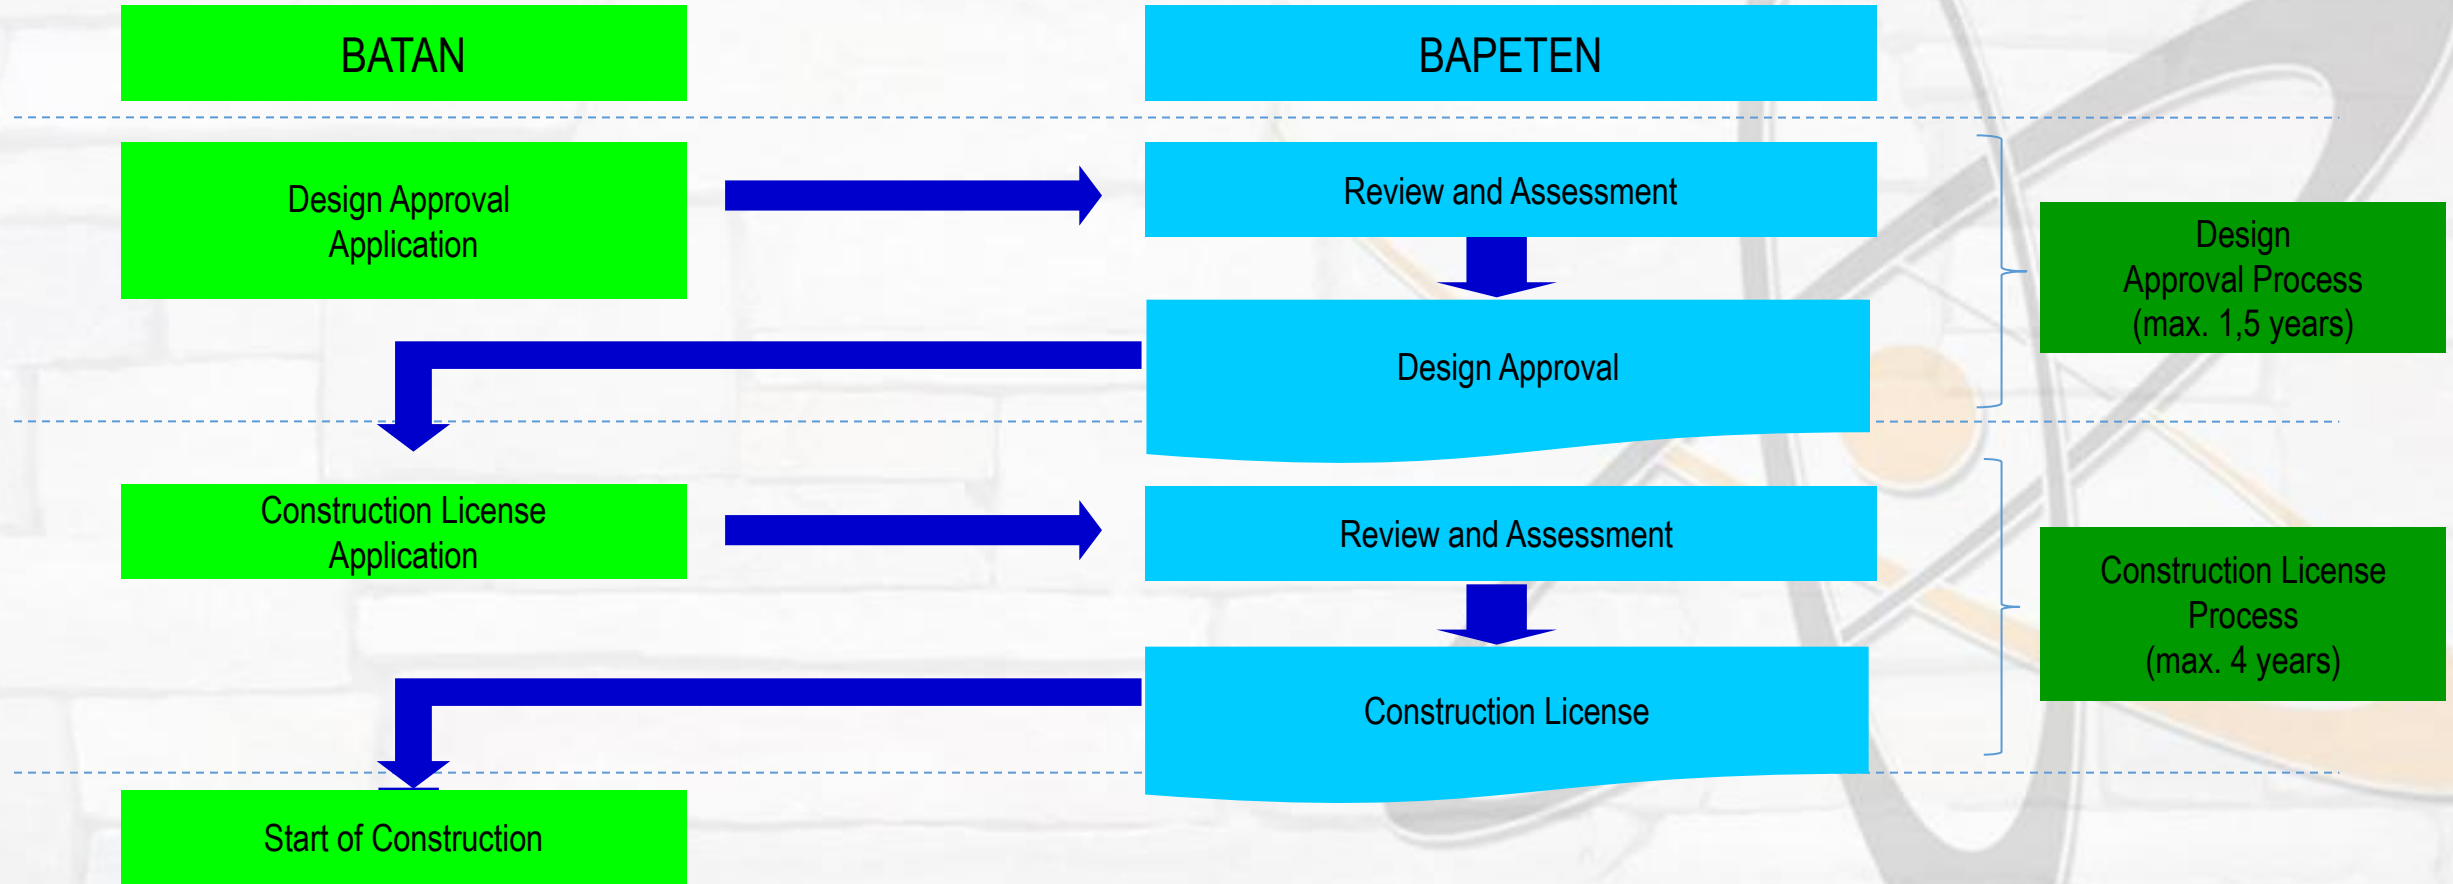 BATAN
BAPETEN
Design Approval
Application
Review and Assessment
Design Approval
Design
Approval Process
(max. 1,5 years)
Construction License
Application
Review and Assessment
Construction License
Construction License
Process
(max. 4 years)
Start of Construction